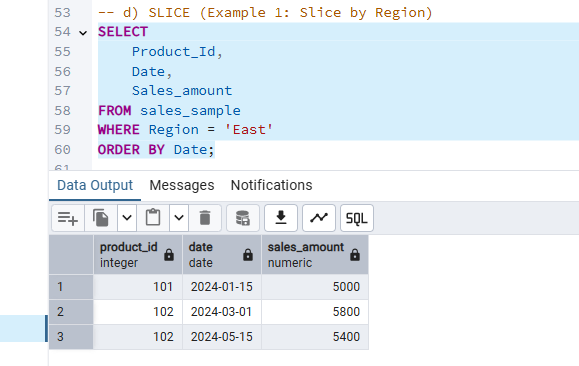 53 -- d) SLICE (Example 1: Slice by Region)
54 SELECT
55 Product_Id,
56 Date,
57 Sales_amount
58 FROM sales_sample
59 WHERE Region = 'East'
60 ORDER BY Date;
61
Data Output Messages Notifications
SQL
product_id date sales_amount
integer date numeric
1 101 2024-01-15 5000
2 102 2024-03-01 5800
3 102 2024-05-15 5400